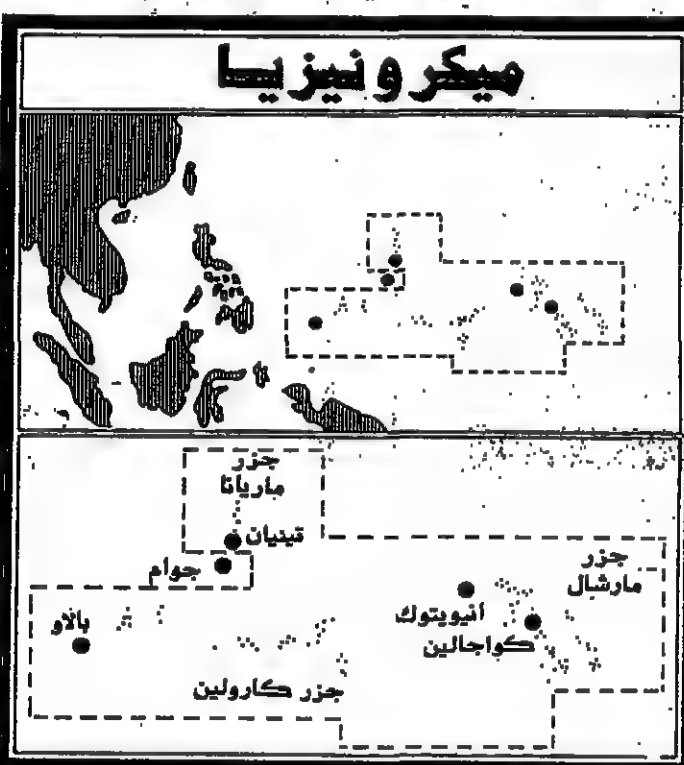 ميكرونيزيا
جزر
ماريانا
تينيان
جوام
جزر
مارشال
انيويتوك
كواجالين
بالاو
جزر كارولين